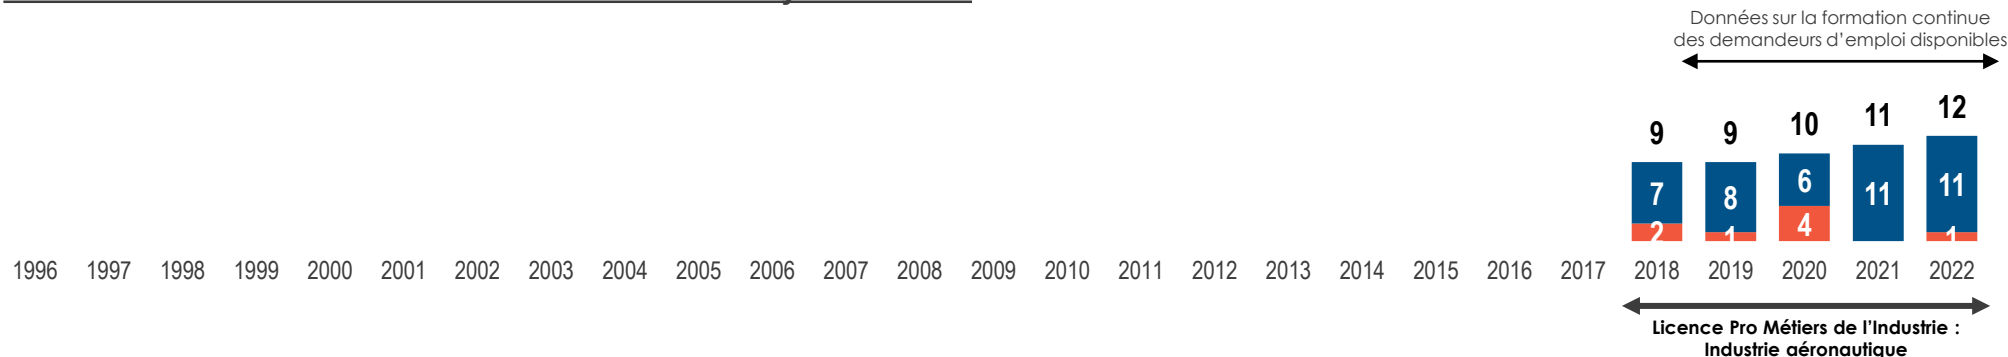 Données sur la formation continue
des demandeurs d’emploi disponibles
9 9 10 11 12
7 8 6 11 11
2 1 4 1
1996 1997 1998 1999 2000 2001 2002 2003 2004 2005 2006 2007 2008 2009 2010 2011 2012 2013 2014 2015 2016 2017 2018 2019 2020 2021 2022
Licence Pro Métiers de l’Industrie :
Industrie aéronautique